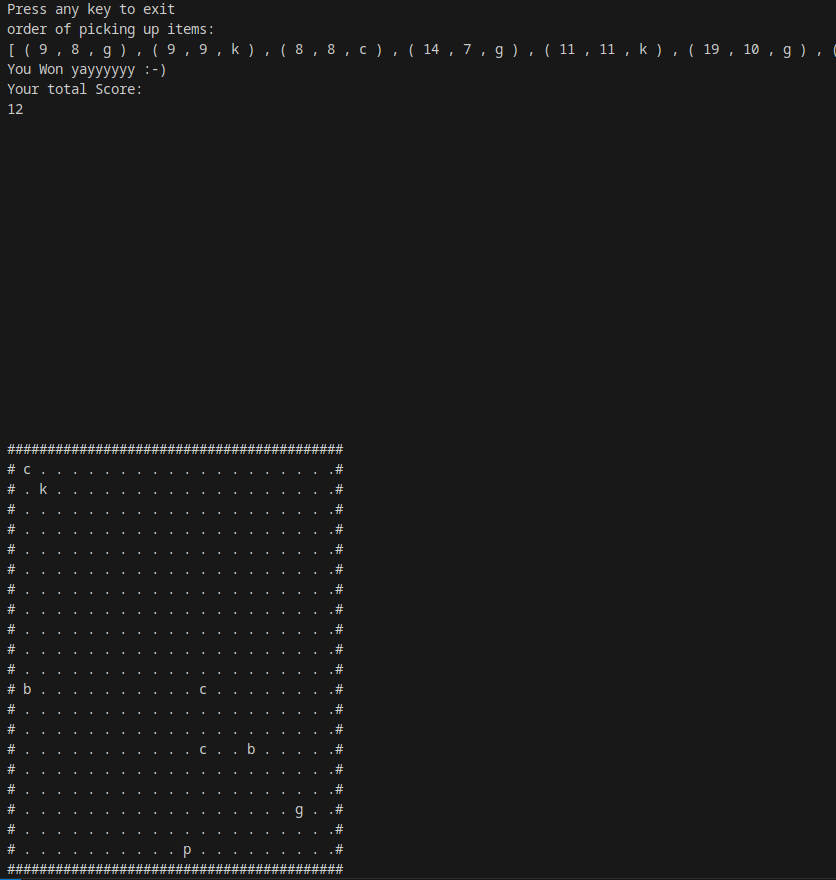 Press any key to exit
order of picking up items:
[ ( 9 , 8 , g ) , ( 9 , 9 , k ) , ( 8 , 8 , c ) , ( 14 , 7 , g ) , ( 11 , 11 , k ) , ( 19 , 10 , g ) , (
You Won yayyyyyy :-)
Your total Score:
12
##########################################
# c . . . . . . . . . . . . . . . . . . .#
# . k . . . . . . . . . . . . . . . . . .#
# . . . . . . . . . . . . . . . . . . . .#
# . . . . . . . . . . . . . . . . . . . .#
# . . . . . . . . . . . . . . . . . . . .#
# . . . . . . . . . . . . . . . . . . . .#
# . . . . . . . . . . . . . . . . . . . .#
# . . . . . . . . . . . . . . . . . . . .#
# . . . . . . . . . . . . . . . . . . . .#
# . . . . . . . . . . . . . . . . . . . .#
# . . . . . . . . . . . . . . . . . . . .#
# b . . . . . . . . . . c . . . . . . . .#
# . . . . . . . . . . . . . . . . . . . .#
# . . . . . . . . . . . . . . . . . . . .#
# . . . . . . . . . . . c . . b . . . . .#
# . . . . . . . . . . . . . . . . . . . .#
# . . . . . . . . . . . . . . . . . . . .#
# . . . . . . . . . . . . . . . . . g . .#
# . . . . . . . . . . . . . . . . . . . .#
# . . . . . . . . . . p . . . . . . . . .#
##########################################